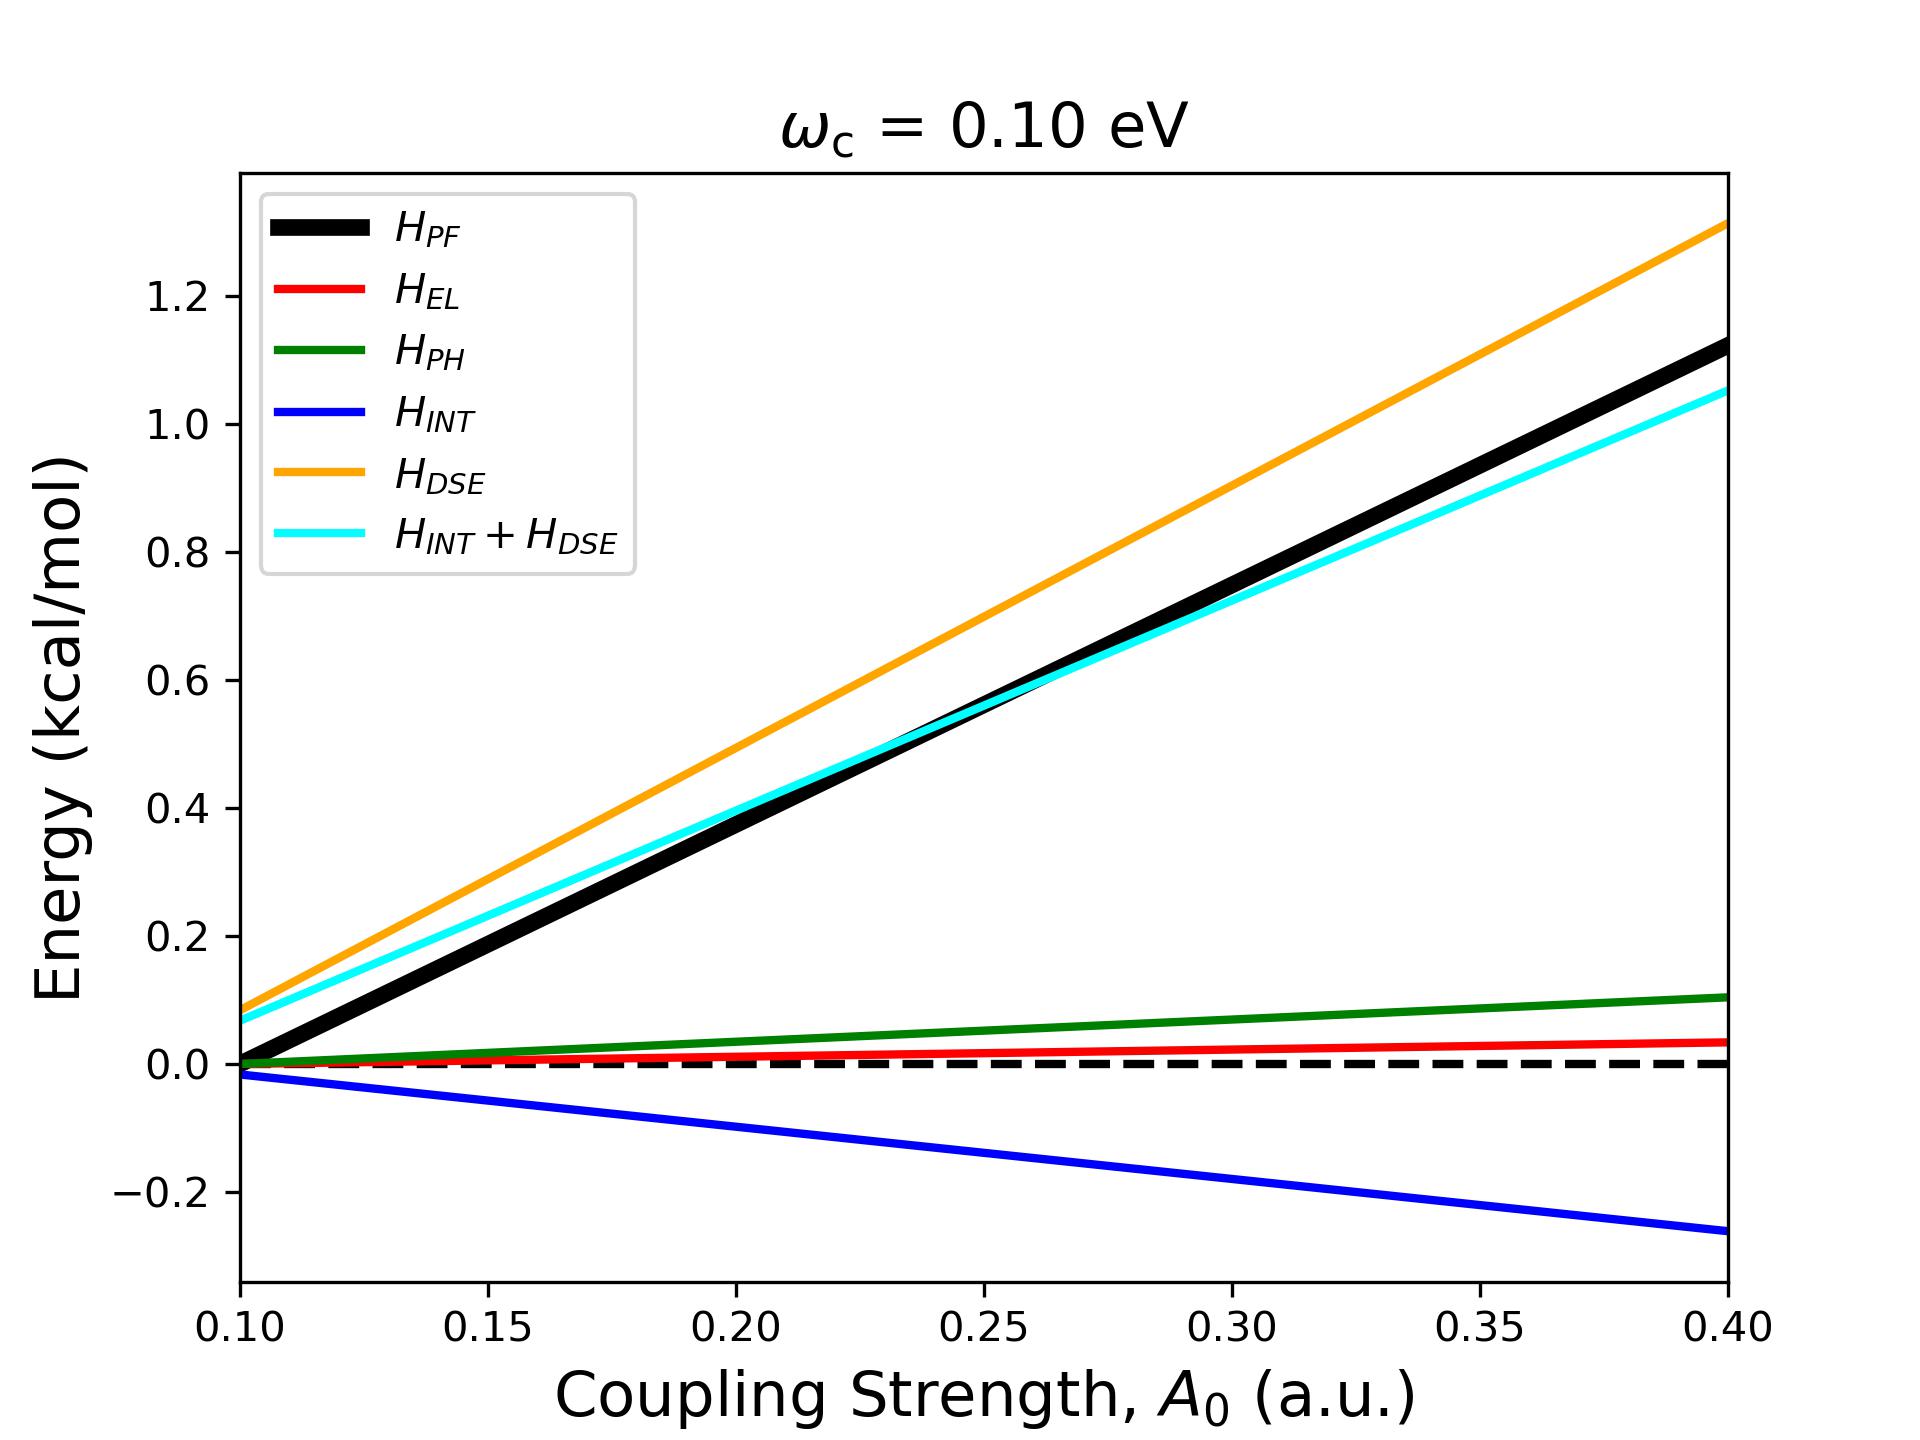 ω_c = 0.10 eV
H_PF
H_EL
H_PH
H_INT
H_DSE
H_INT + H_DSE
Energy (kcal/mol)
1.2
1.0
0.8
0.6
0.4
0.2
0.0
−0.2
0.10 0.15 0.20 0.25 0.30 0.35 0.40
Coupling Strength, A_0 (a.u.)